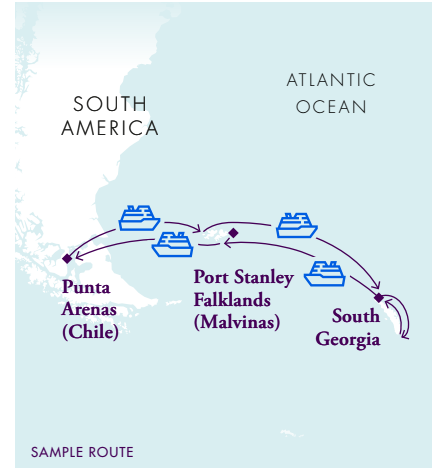 ATLANTIC
OCEAN
SOUTH
AMERICA
Punta
Arenas
(Chile)
Port Stanley
Falklands
(Malvinas)
South
Georgia
SAMPLE ROUTE